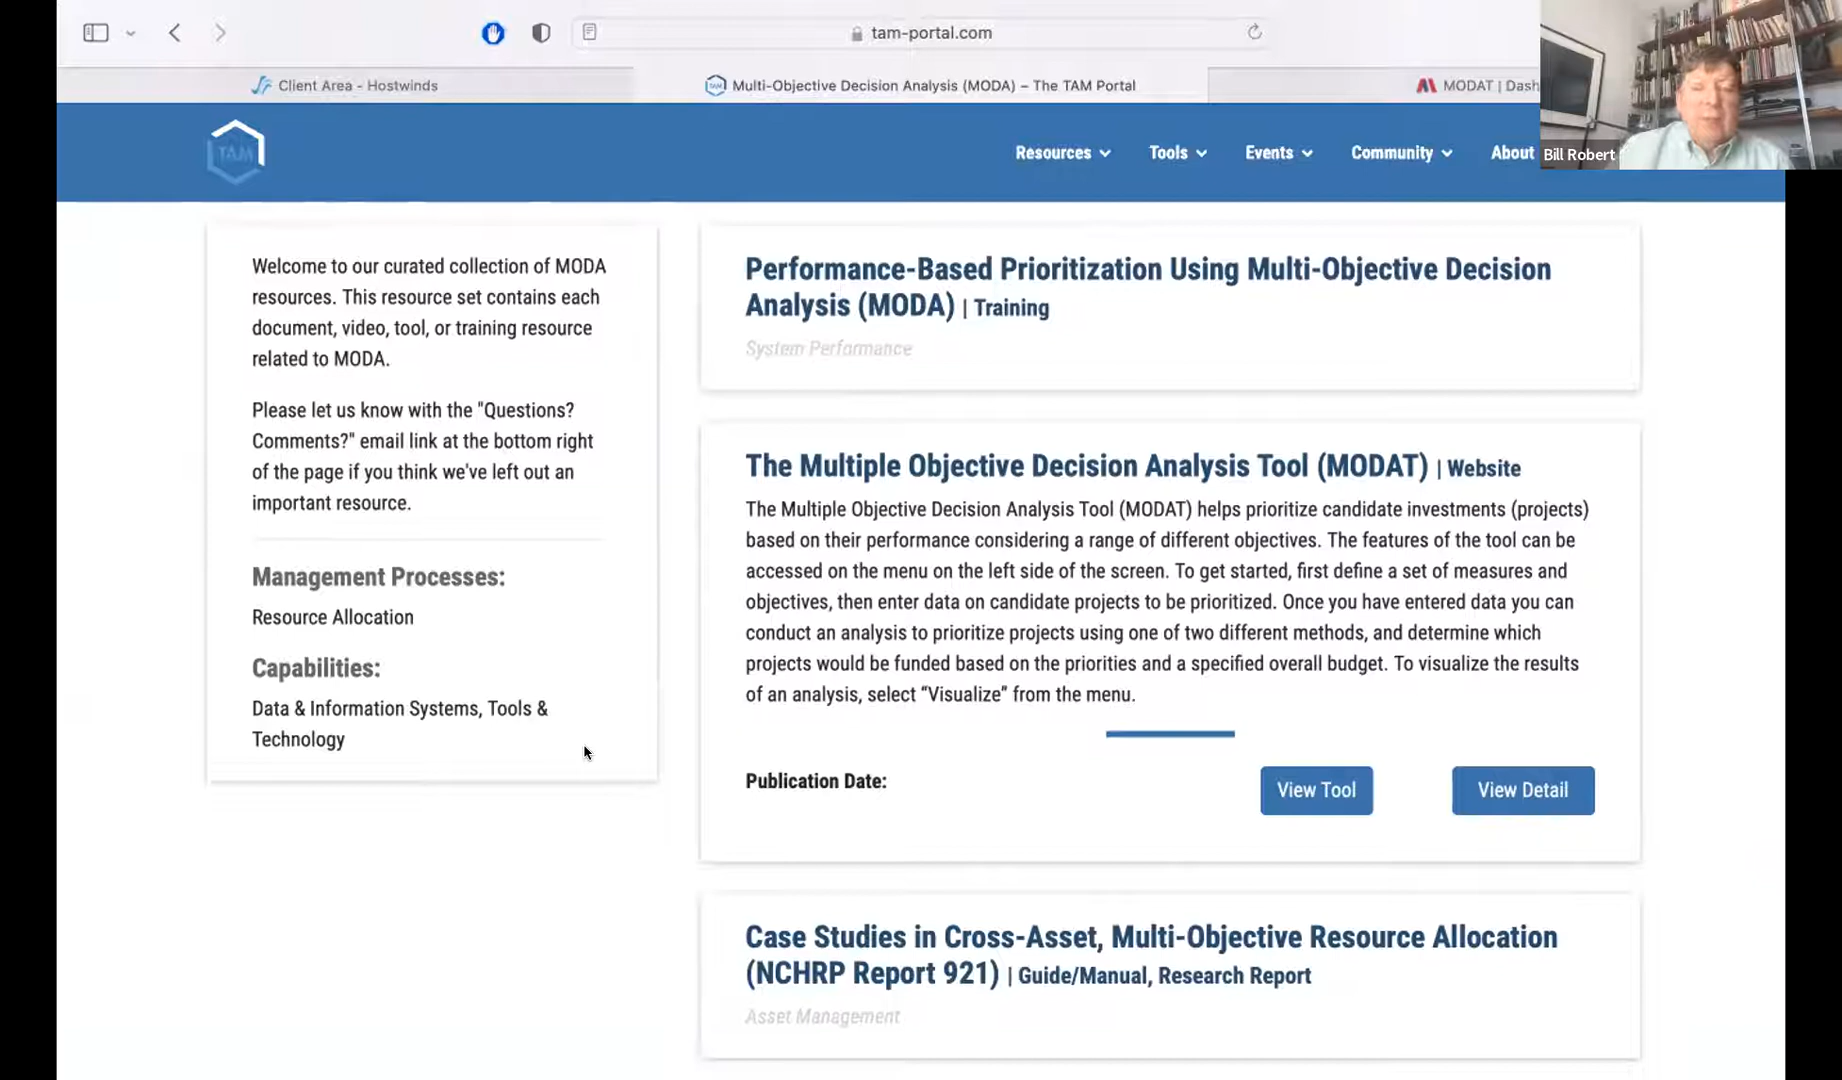 tam-portal.com
Client Area - Hostwinds
Multi-Objective Decision Analysis (MODA) – The TAM Portal
MODAT | Dash
TAM
Resources
Tools
Events
Community
About
Bill Robert
Welcome to our curated collection of MODA
resources. This resource set contains each
document, video, tool, or training resource
related to MODA.
Please let us know with the "Questions?
Comments?" email link at the bottom right
of the page if you think we've left out an
important resource.
Management Processes:
Resource Allocation
Capabilities:
Data & Information Systems, Tools &
Technology
Performance-Based Prioritization Using Multi-Objective Decision
Analysis (MODA) | Training
System Performance
The Multiple Objective Decision Analysis Tool (MODAT) | Website
The Multiple Objective Decision Analysis Tool (MODAT) helps prioritize candidate investments (projects)
based on their performance considering a range of different objectives. The features of the tool can be
accessed on the menu on the left side of the screen. To get started, first define a set of measures and
objectives, then enter data on candidate projects to be prioritized. Once you have entered data you can
conduct an analysis to prioritize projects using one of two different methods, and determine which
projects would be funded based on the priorities and a specified overall budget. To visualize the results
of an analysis, select “Visualize” from the menu.
Publication Date:
View Tool
View Detail
Case Studies in Cross-Asset, Multi-Objective Resource Allocation
(NCHRP Report 921) | Guide/Manual, Research Report
Asset Management